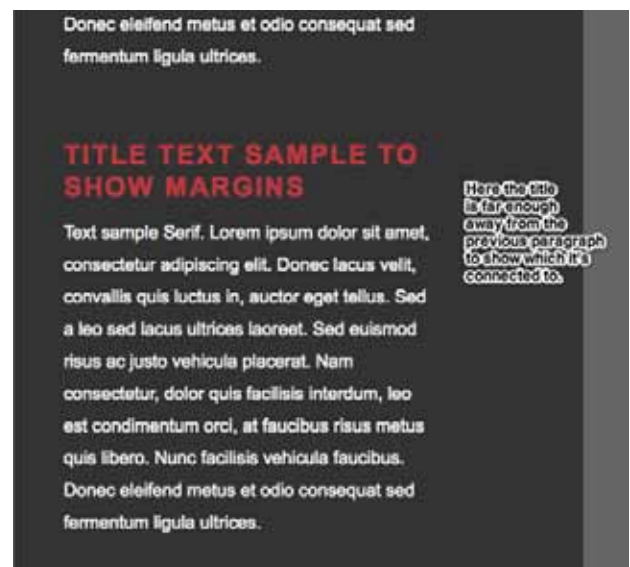 Donec eleifend metus et odio consequat sed
fermentum ligula ultrices.
TITLE TEXT SAMPLE TO
SHOW MARGINS
Text sample Serif. Lorem ipsum dolor sit amet,
consectetur adipiscing elit. Donec lacus velit,
convallis quis luctus in, auctor eget tellus. Sed
a leo sed lacus ultrices laoreet. Sed euismod
risus ac justo vehicula placerat. Nam
consectetur, dolor quis facilisis interdum, leo
est condimentum orci, at faucibus risus metus
quis libero. Nunc facilisis vehicula faucibus.
Donec eleifend metus et odio consequat sed
fermentum ligula ultrices.
Here the title
is far enough
away from the
previous paragraph
to show which it's
connected to.